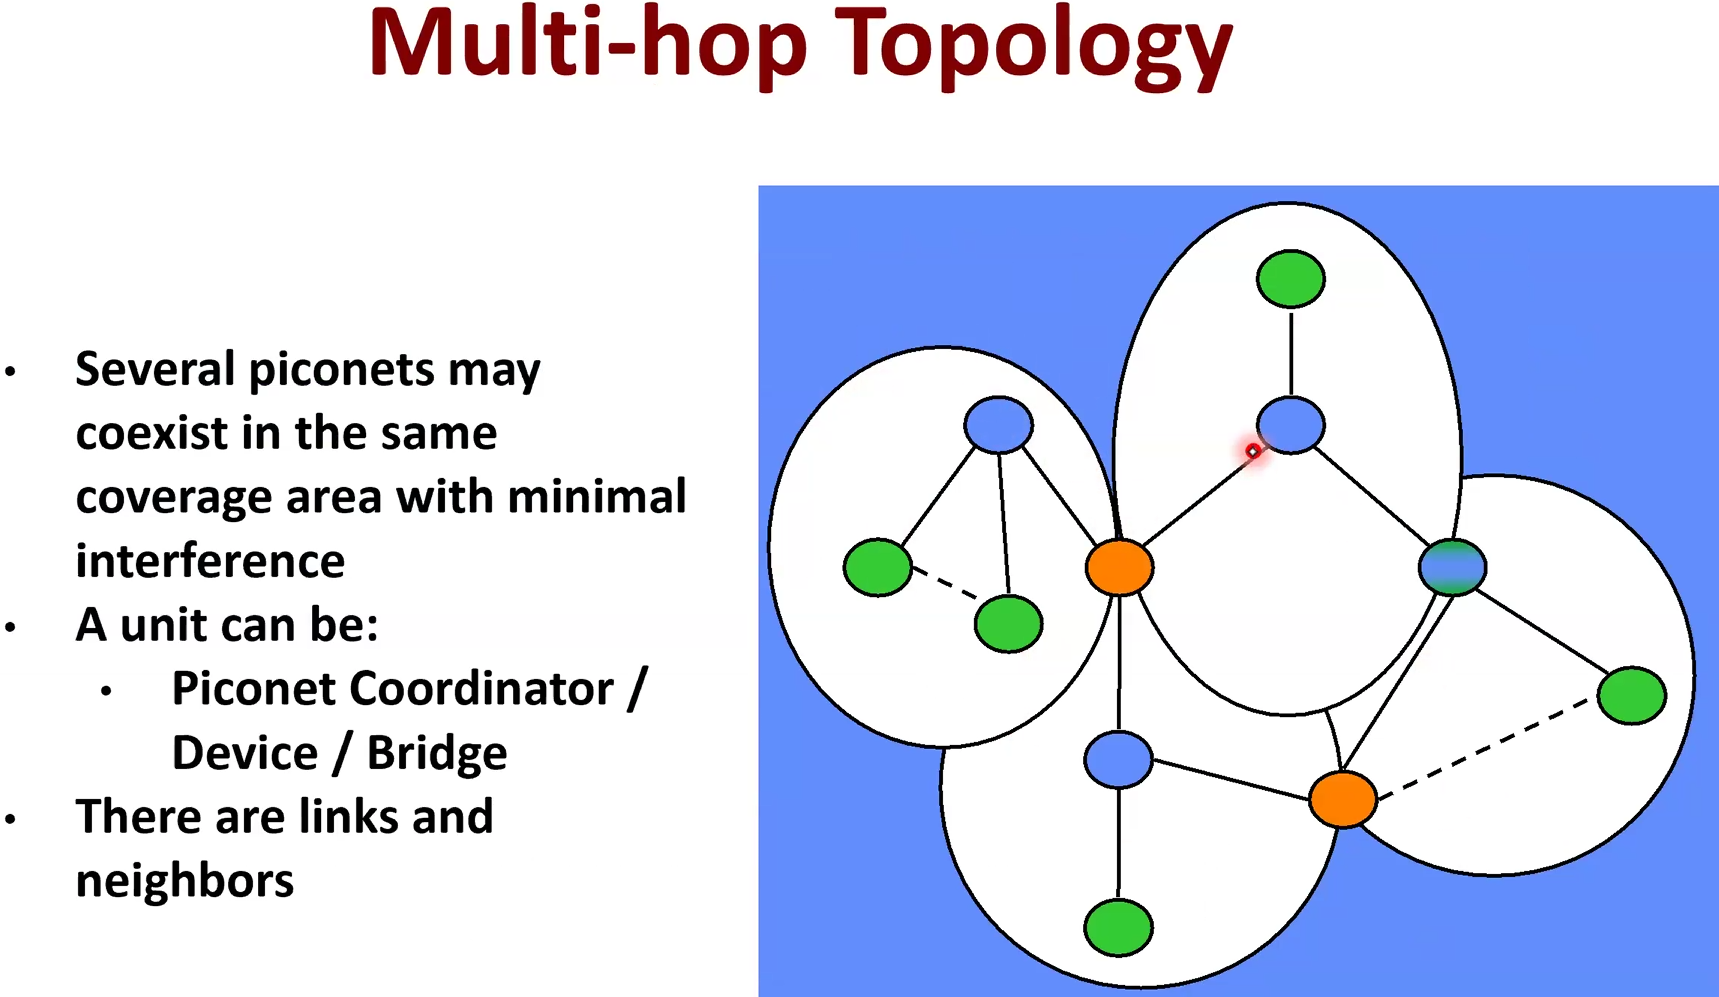 Multi-hop Topology
• Several piconets may
coexist in the same
coverage area with minimal
interference
• A unit can be:
• Piconet Coordinator /
Device / Bridge
• There are links and
neighbors